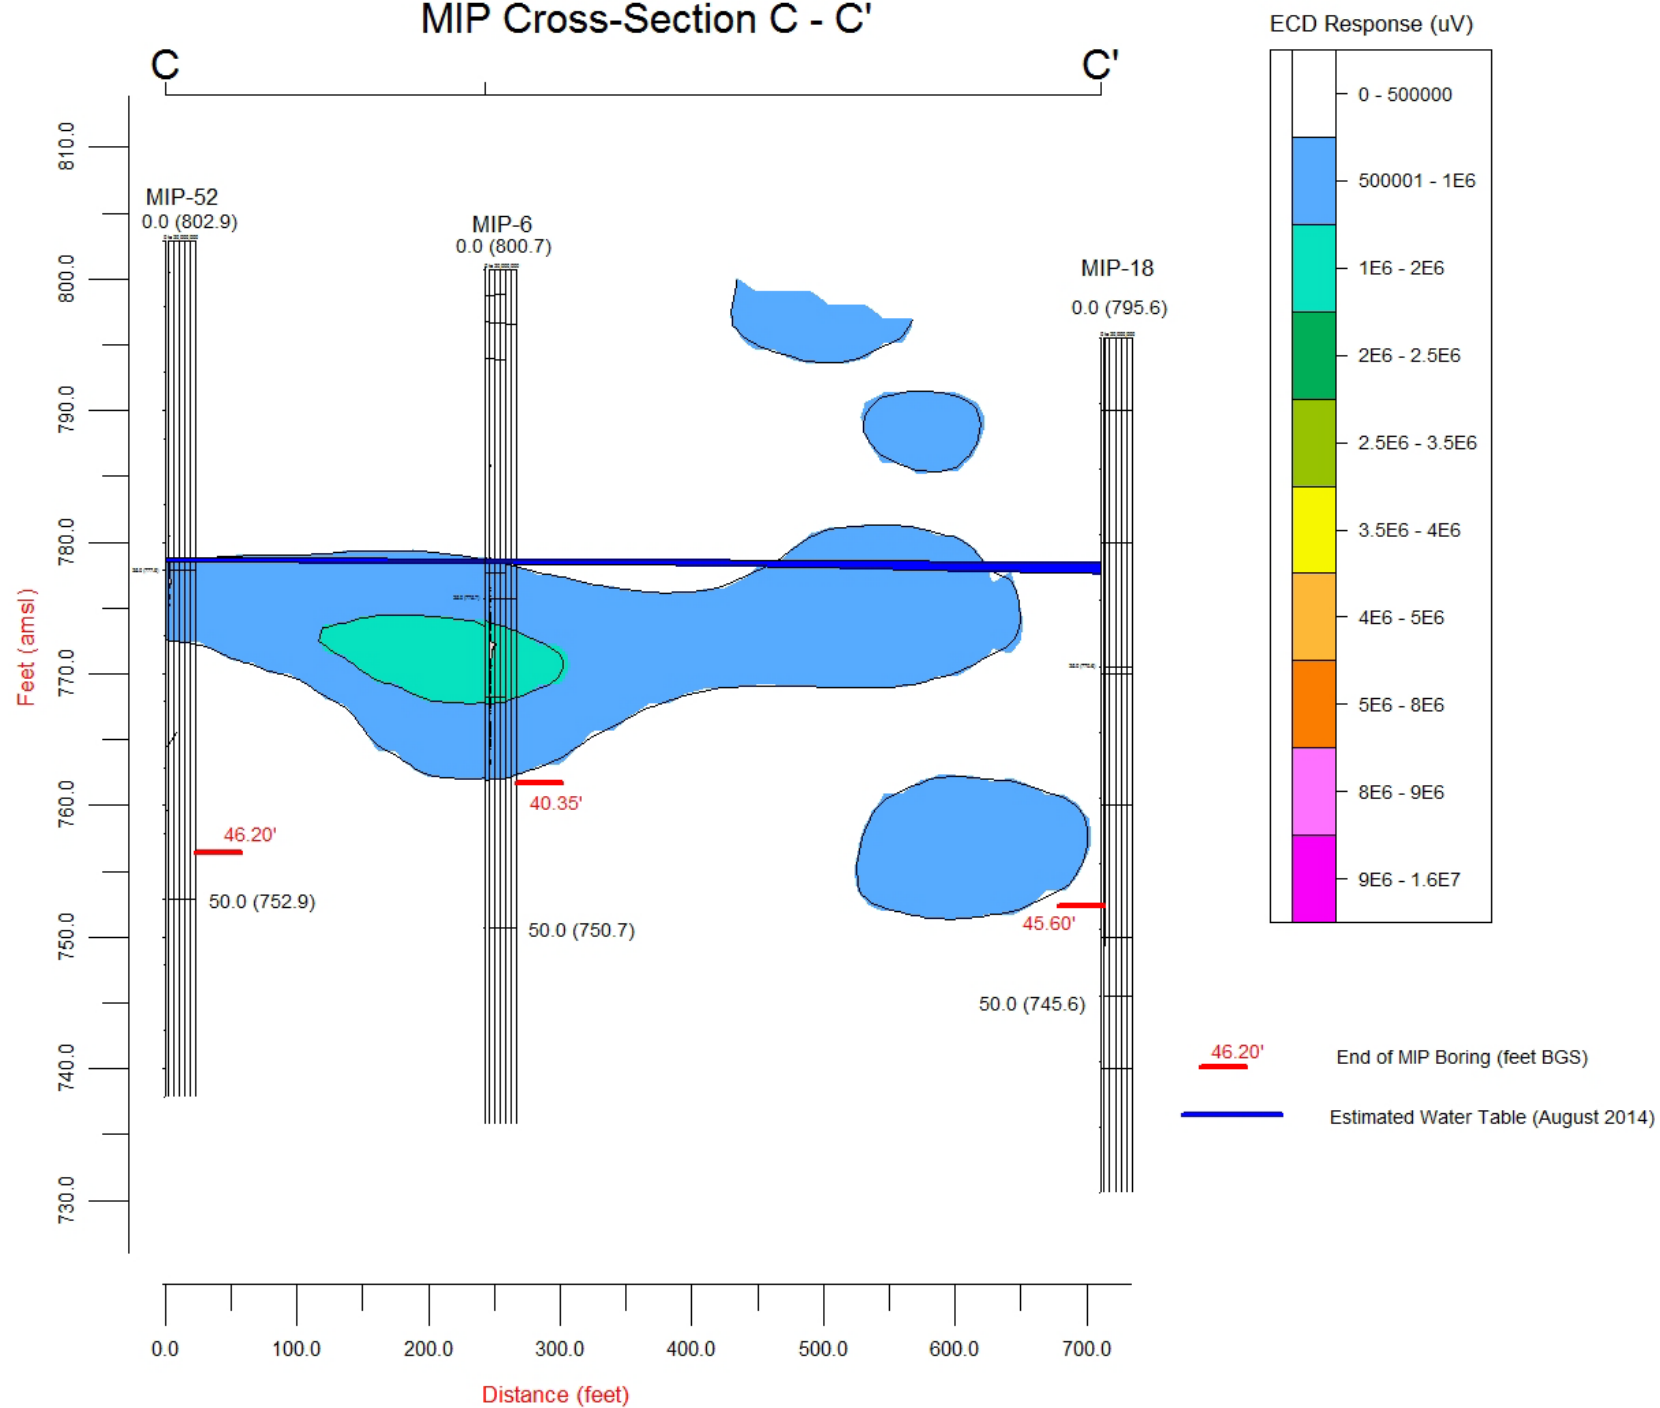 MIP Cross-Section C - C'
C
C'
ECD Response (uV)
0 - 500000
500001 - 1E6
1E6 - 2E6
2E6 - 2.5E6
2.5E6 - 3.5E6
3.5E6 - 4E6
4E6 - 5E6
5E6 - 8E6
8E6 - 9E6
9E6 - 1.6E7
Feet (amsl)
810.0
800.0
790.0
780.0
770.0
760.0
750.0
740.0
730.0
MIP-52
0.0 (802.9)
MIP-6
0.0 (800.7)
MIP-18
0.0 (795.6)
40.35'
46.20'
50.0 (752.9)
50.0 (750.7)
45.60'
50.0 (745.6)
46.20'
End of MIP Boring (feet BGS)
Estimated Water Table (August 2014)
0.0
100.0
200.0
300.0
400.0
500.0
600.0
700.0
Distance (feet)